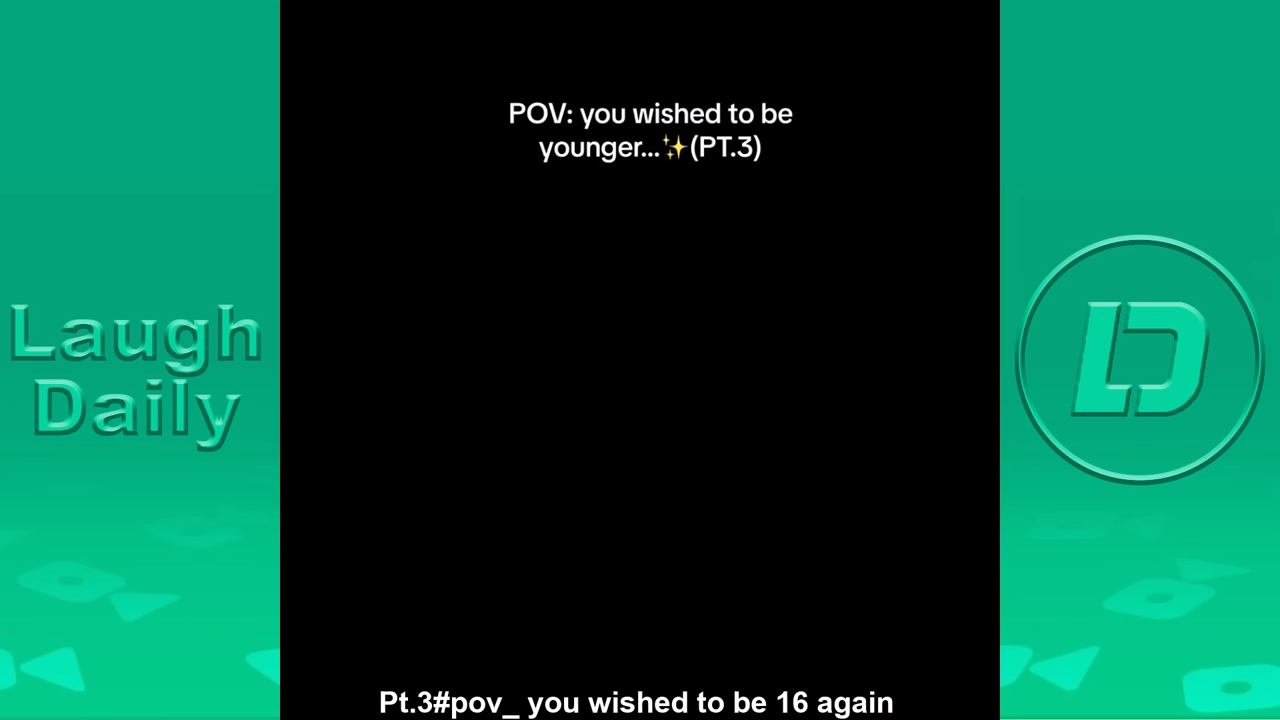 POV: you wished to be
younger...✨(PT.3)
Laugh
Daily
LD
Pt.3#pov_ you wished to be 16 again